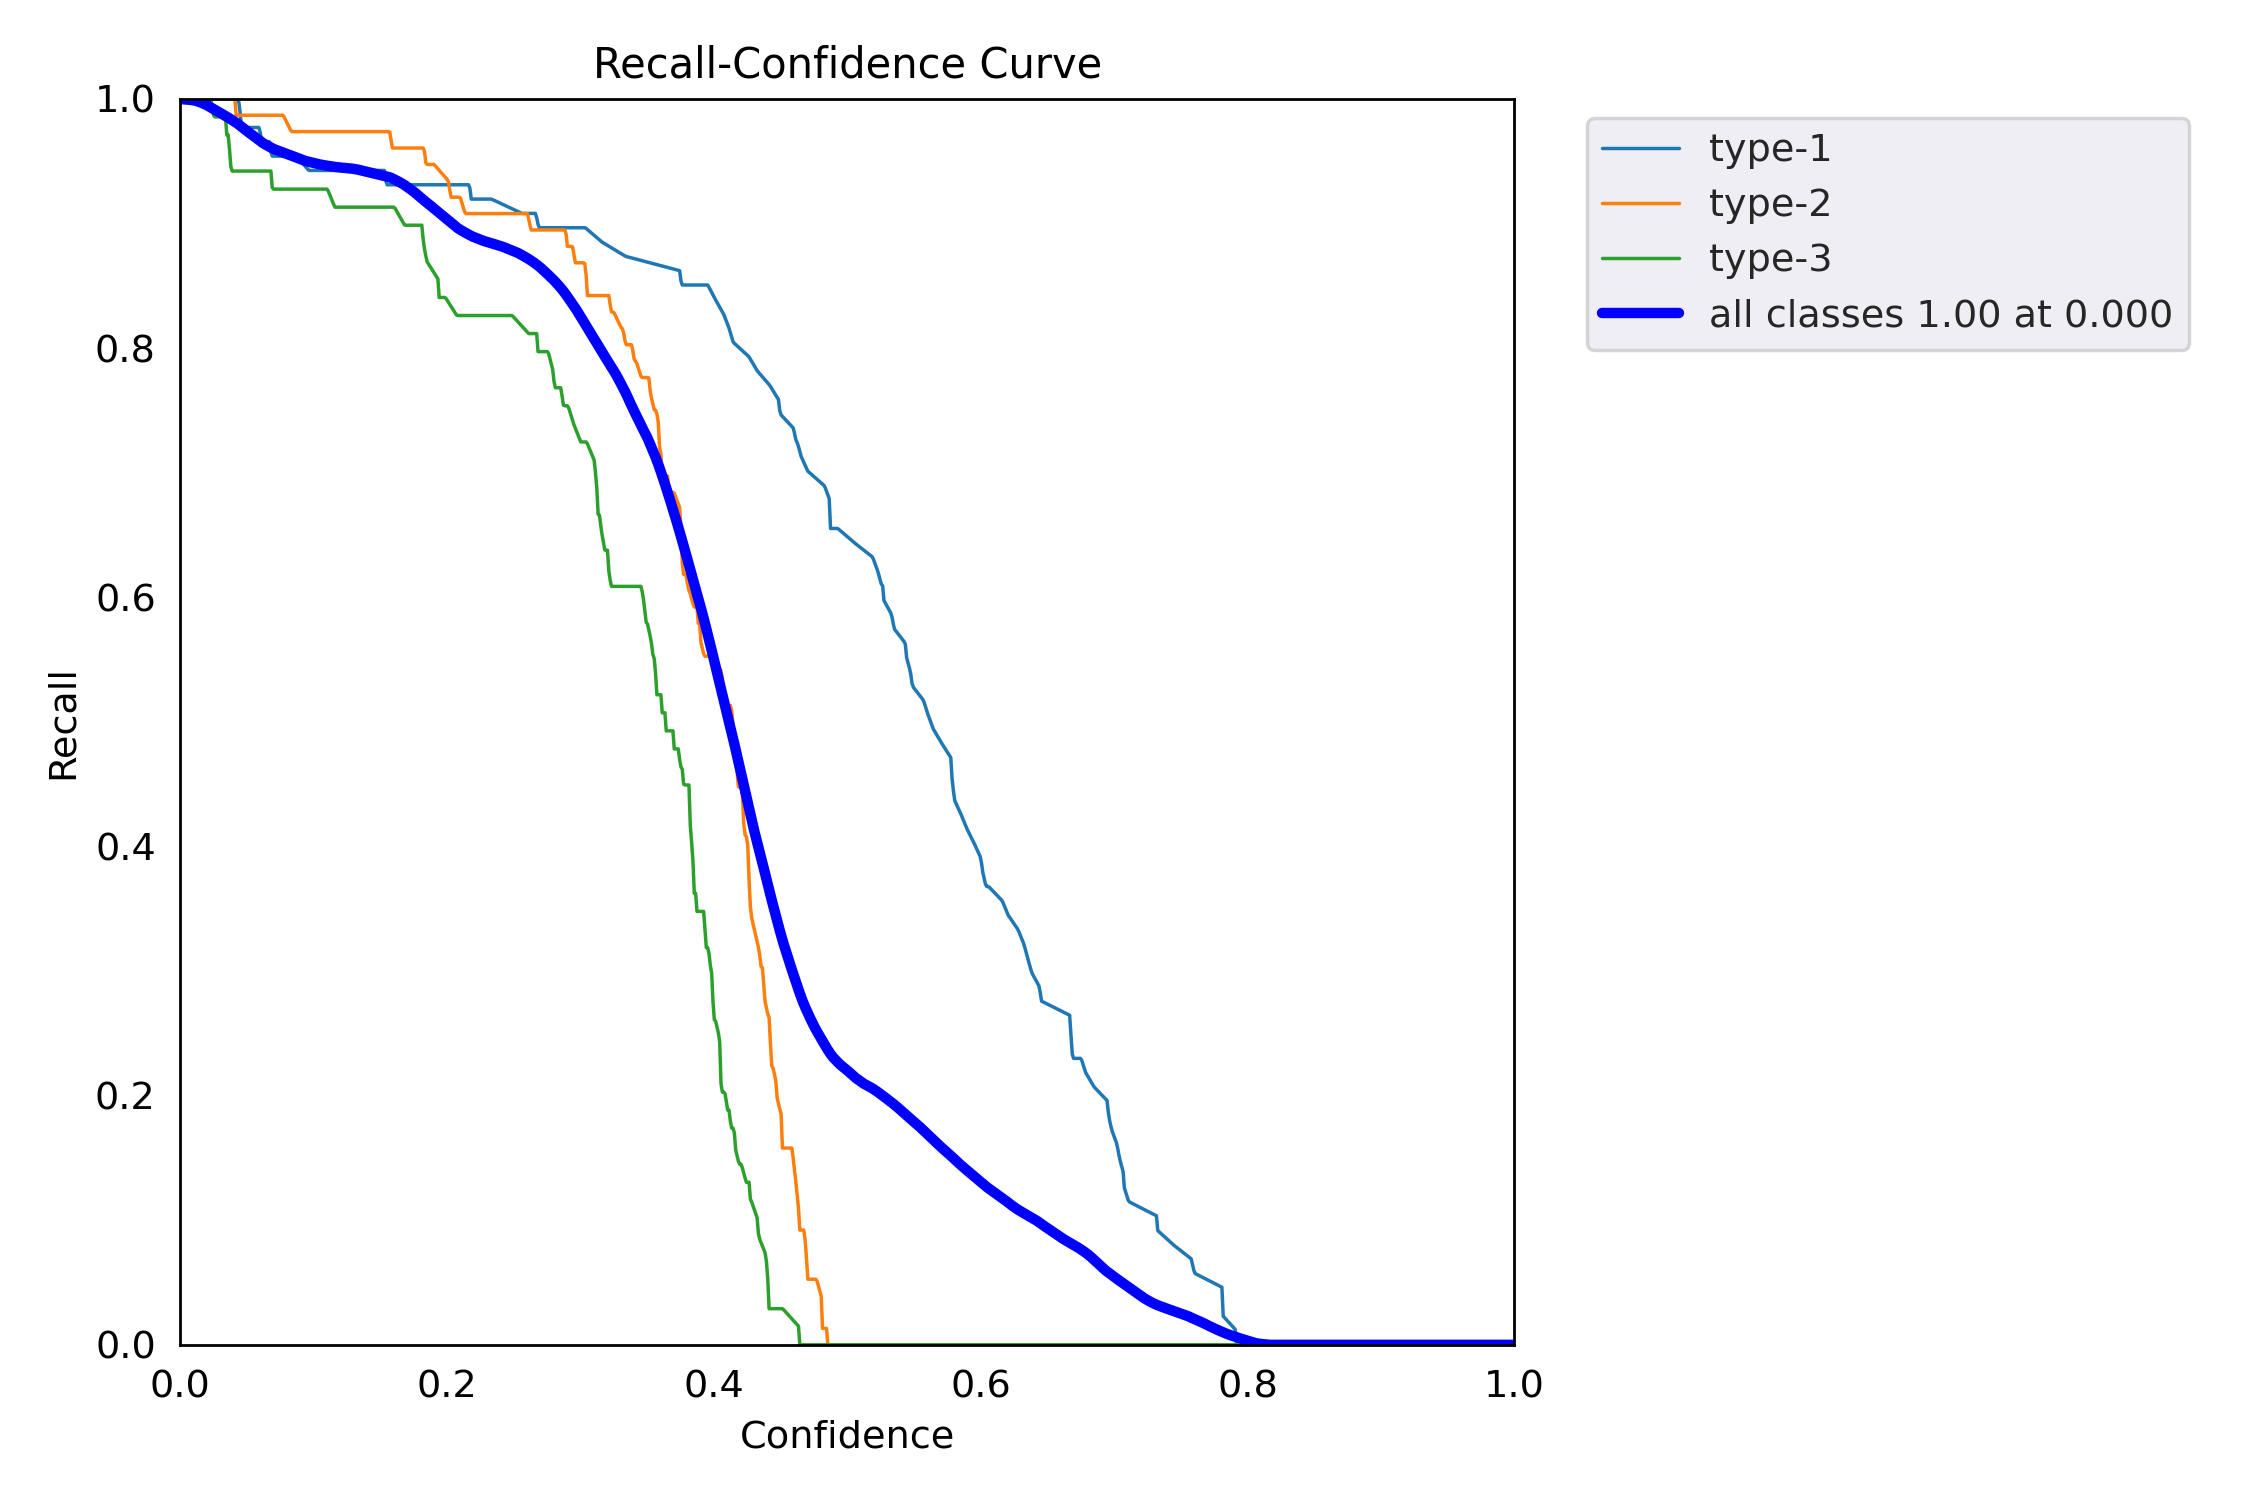 Recall-Confidence Curve
1.0
0.8
0.6
0.4
0.2
0.0
Recall
0.0 0.2 0.4 0.6 0.8 1.0
Confidence
type-1
type-2
type-3
all classes 1.00 at 0.000